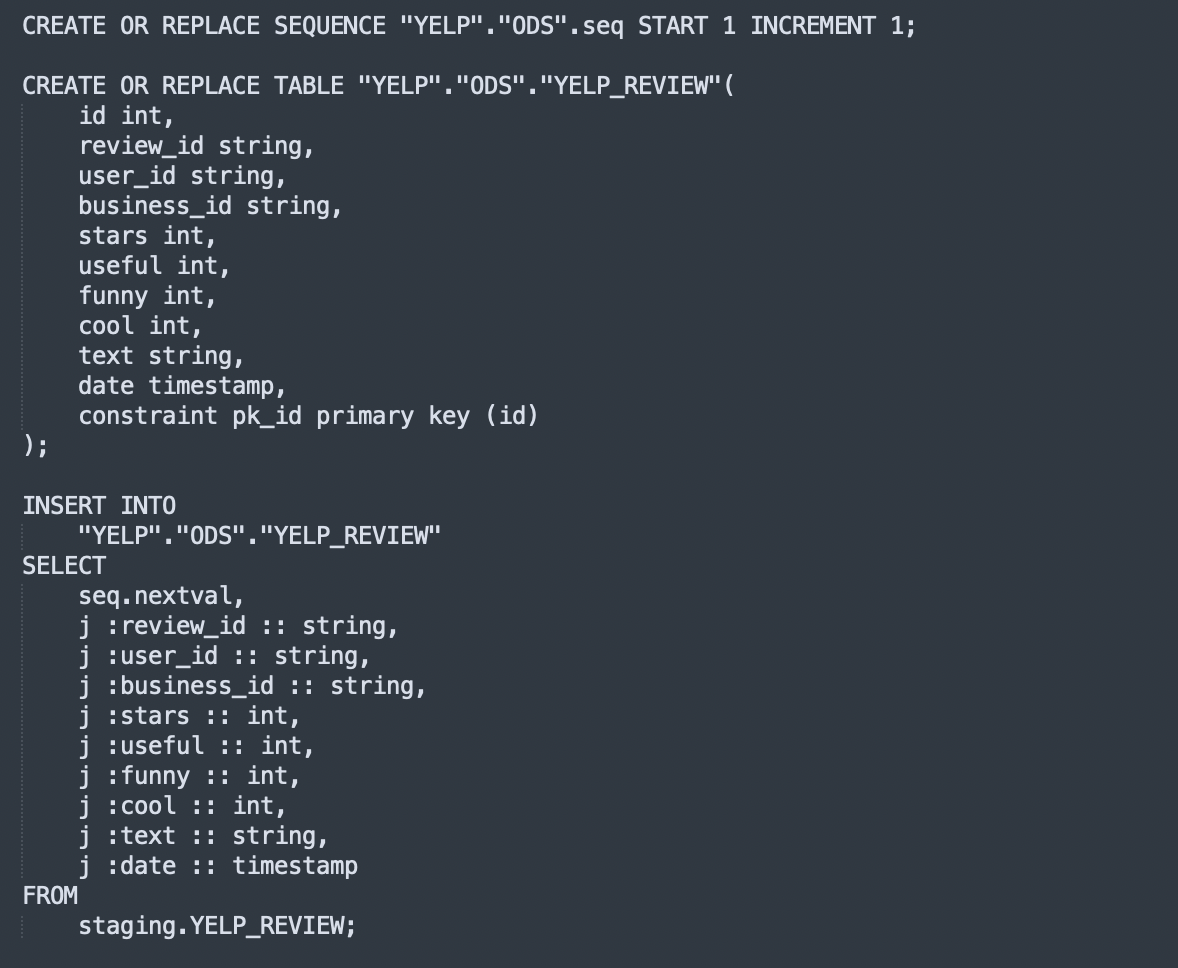 CREATE OR REPLACE SEQUENCE "YELP"."ODS".seq START 1 INCREMENT 1;

CREATE OR REPLACE TABLE "YELP"."ODS"."YELP_REVIEW"(
    id int,
    review_id string,
    user_id string,
    business_id string,
    stars int,
    useful int,
    funny int,
    cool int,
    text string,
    date timestamp,
    constraint pk_id primary key (id)
);

INSERT INTO
    "YELP"."ODS"."YELP_REVIEW"
SELECT
    seq.nextval,
    j :review_id :: string,
    j :user_id :: string,
    j :business_id :: string,
    j :stars :: int,
    j :useful :: int,
    j :funny :: int,
    j :cool :: int,
    j :text :: string,
    j :date :: timestamp
FROM
    staging.YELP_REVIEW;